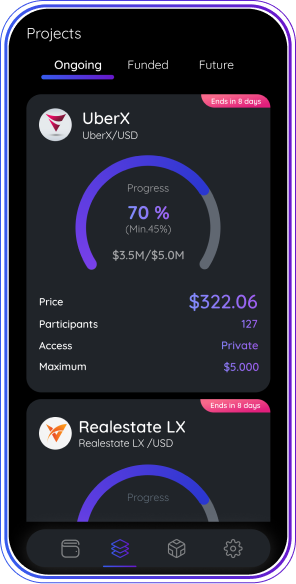 Projects
Ongoing Funded Future
Ends in 8 days
UberX
UberX/USD
Progress
70 %
(Min.45%)
$3.5M/$5.0M
Price $322.06
Participants 127
Access Private
Maximum $5.000
Ends in 8 days
Realestate LX
Realestate LX /USD
Progress